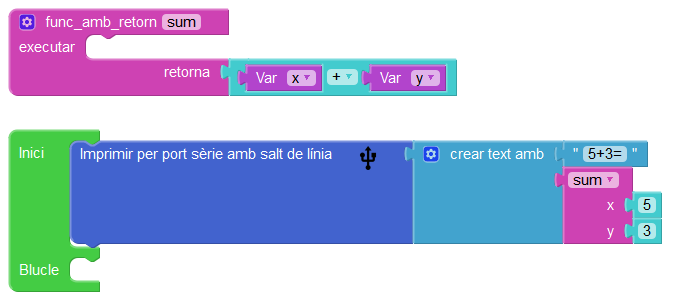 func_amb_retorn sum
executar
retorna Var x + Var y
Inici Imprimir per port sèrie amb salt de línia crear text amb " 5+3= "
sum
x 5
y 3
Blucle